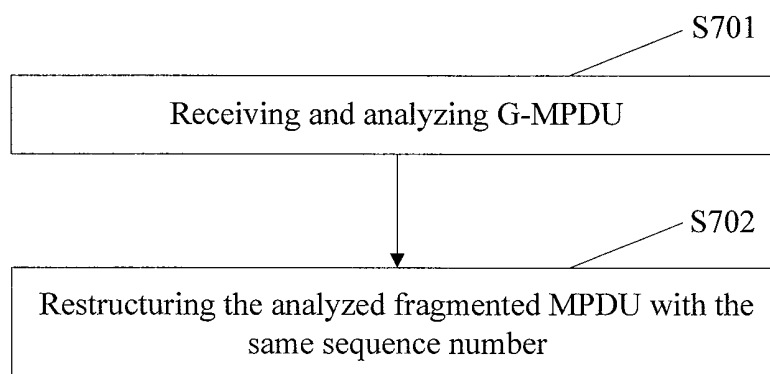 S701
Receiving and analyzing G-MPDU
S702
Restructuring the analyzed fragmented MPDU with the
same sequence number